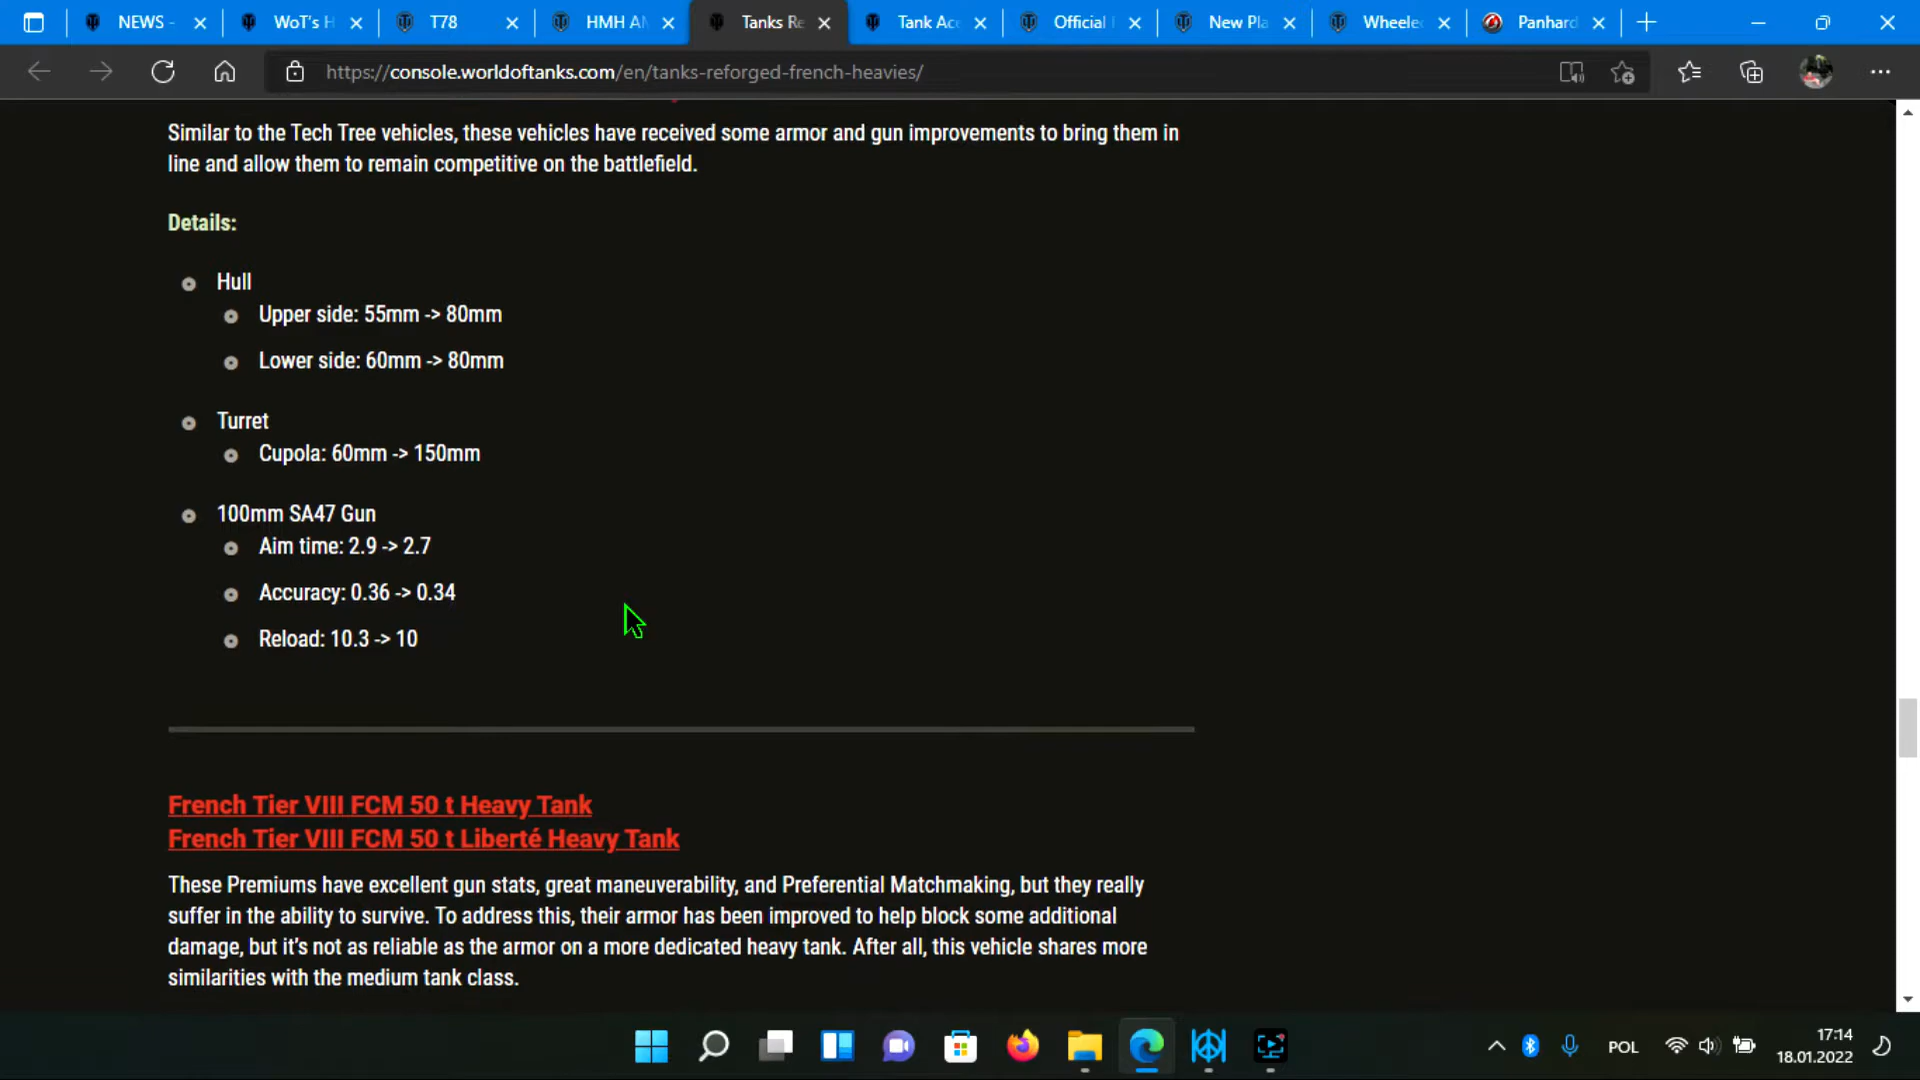 NEWS -
WoT's H
T78
HMH AM
Tanks Re
Tank Ace
Official
New Pla
Wheele
Panhard
https://console.worldoftanks.com/en/tanks-reforged-french-heavies/
Similar to the Tech Tree vehicles, these vehicles have received some armor and gun improvements to bring them in
line and allow them to remain competitive on the battlefield.
Details:
Hull
Upper side: 55mm -> 80mm
Lower side: 60mm -> 80mm
Turret
Cupola: 60mm -> 150mm
100mm SA47 Gun
Aim time: 2.9 -> 2.7
Accuracy: 0.36 -> 0.34
Reload: 10.3 -> 10
French Tier VIII FCM 50 t Heavy Tank
French Tier VIII FCM 50 t Liberté Heavy Tank
These Premiums have excellent gun stats, great maneuverability, and Preferential Matchmaking, but they really
suffer in the ability to survive. To address this, their armor has been improved to help block some additional
damage, but it's not as reliable as the armor on a more dedicated heavy tank. After all, this vehicle shares more
similarities with the medium tank class.
POL
17:14
18.01.2022